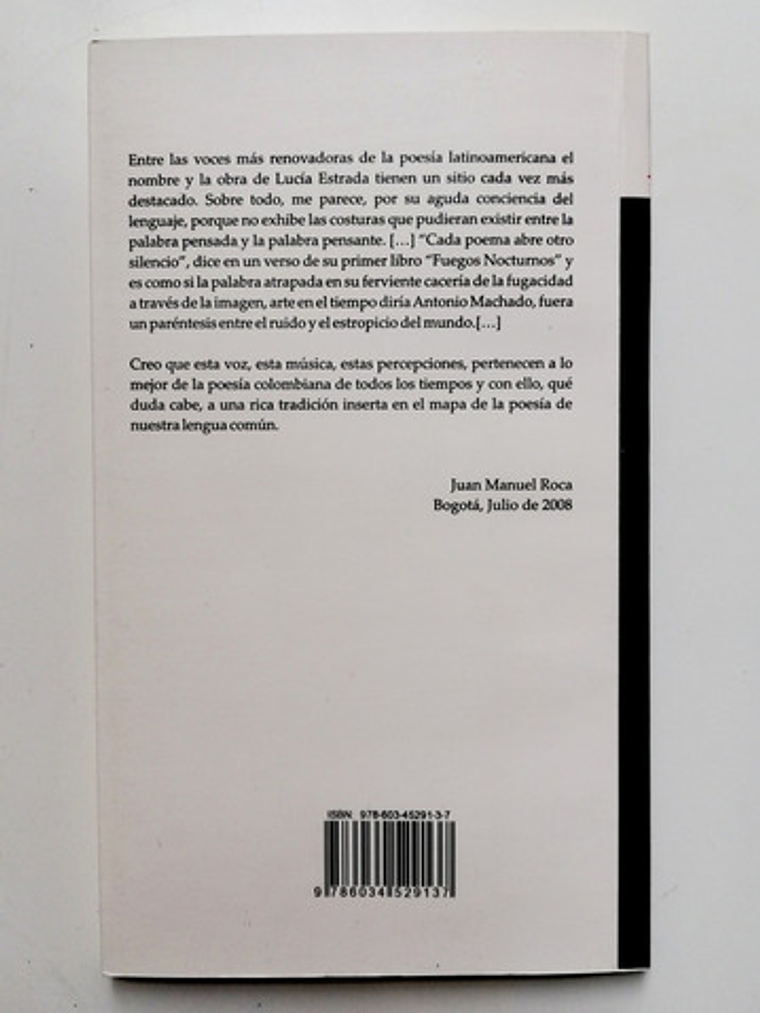 Entre las voces más renovadoras de la poesía latinoamericana el
nombre y la obra de Lucía Estrada tienen un sitio cada vez más
destacado. Sobre todo, me parece, por su aguda conciencia del
lenguaje, porque no exhibe las costuras que pudieran existir entre la
palabra pensada y la palabra pensante. [...] "Cada poema abre otro
silencio", dice en un verso de su primer libro "Fuegos Nocturnos" y
es como si la palabra atrapada en su ferviente cacería de la fugacidad
a través de la imagen, arte en el tiempo diría Antonio Machado, fuera
un paréntesis entre el ruido y el estropicio del mundo.[...]
Creo que esta voz, esta música, estas percepciones, pertenecen a lo
mejor de la poesía colombiana de todos los tiempos y con ello, qué
duda cabe, a una rica tradición inserta en el mapa de la poesía de
nuestra lengua común.
Juan Manuel Roca
Bogotá, Julio de 2008
ISBN: 978-603-45291-3-7
9 786034 529137